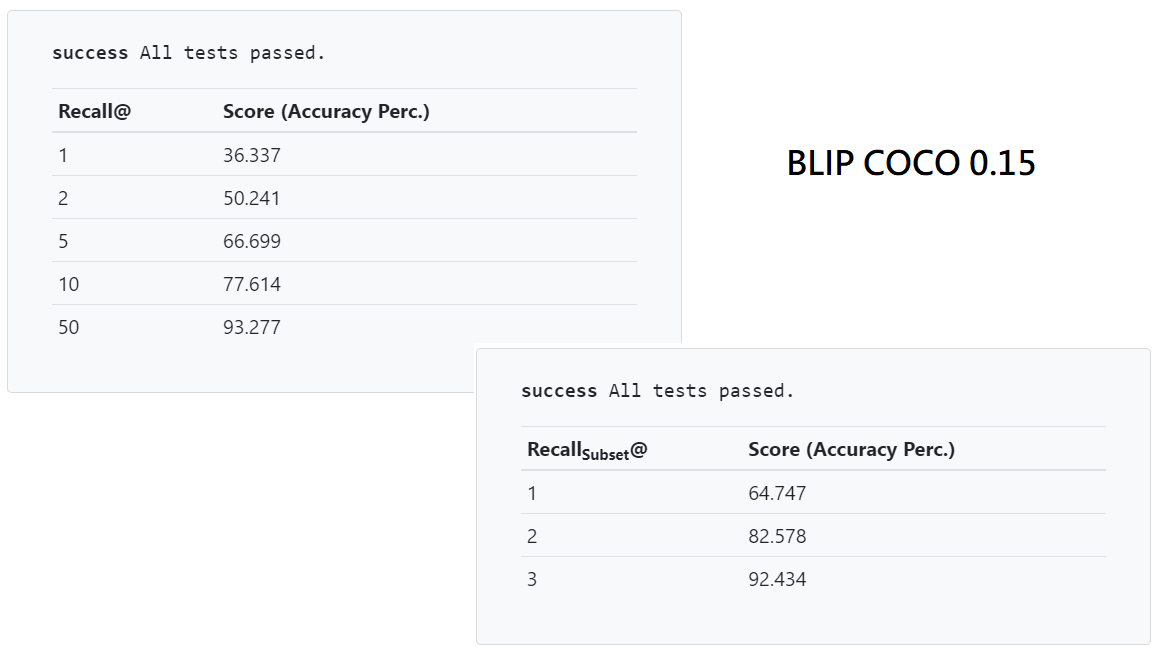 success All tests passed.
Recall@ Score (Accuracy Perc.)
1 36.337
2 50.241
5 66.699
10 77.614
50 93.277
BLIP COCO 0.15
success All tests passed.
Recall_Subset@ Score (Accuracy Perc.)
1 64.747
2 82.578
3 92.434